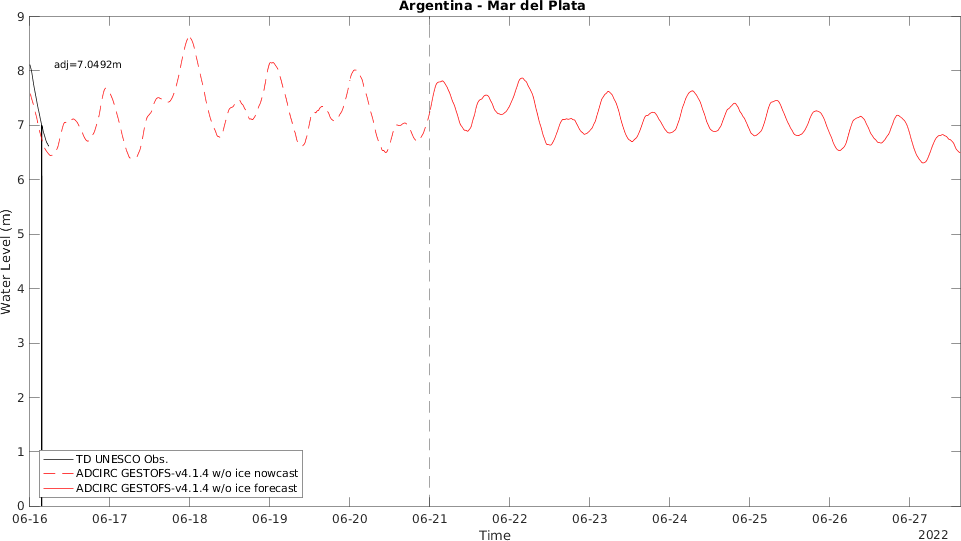 Argentina - Mar del Plata
9
8
7
6
5
4
3
2
1
0
Water Level (m)
adj=7.0492m
TD UNESCO Obs.
ADCIRC GESTOFS-v4.1.4 w/o ice nowcast
ADCIRC GESTOFS-v4.1.4 w/o ice forecast
06-16 06-17 06-18 06-19 06-20 06-21 06-22 06-23 06-24 06-25 06-26 06-27
Time
2022